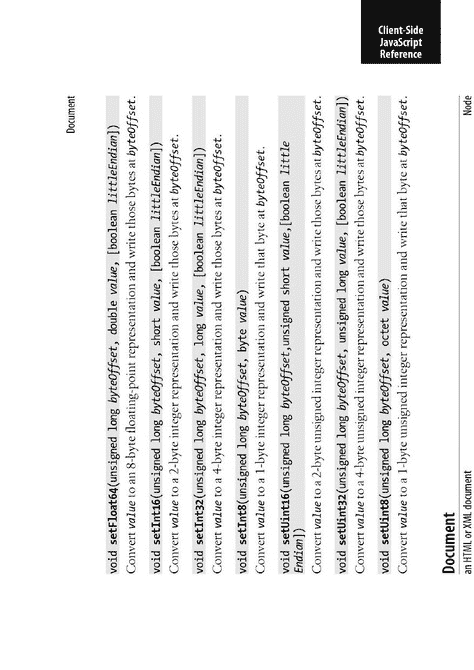 Client-Side
JavaScript
Reference
Document
void setFloat64(unsigned long byteOffset, double value, [boolean littleEndian])
Convert value to an 8-byte floating-point representation and write those bytes at byteOffset.
void setInt16(unsigned long byteOffset, short value, [boolean littleEndian])
Convert value to a 2-byte integer representation and write those bytes at byteOffset.
void setInt32(unsigned long byteOffset, long value, [boolean littleEndian])
Convert value to a 4-byte integer representation and write those bytes at byteOffset.
void setInt8(unsigned long byteOffset, byte value)
Convert value to a 1-byte integer representation and write that byte at byteOffset.
void setUint16(unsigned long byteOffset,unsigned short value,[boolean little
Endian])
Convert value to a 2-byte unsigned integer representation and write those bytes at byteOffset.
void setUint32(unsigned long byteOffset, unsigned long value, [boolean littleEndian])
Convert value to a 4-byte unsigned integer representation and write those bytes at byteOffset.
void setUint8(unsigned long byteOffset, octet value)
Convert value to a 1-byte unsigned integer representation and write that byte at byteOffset.
Document
an HTML or XML document
Node